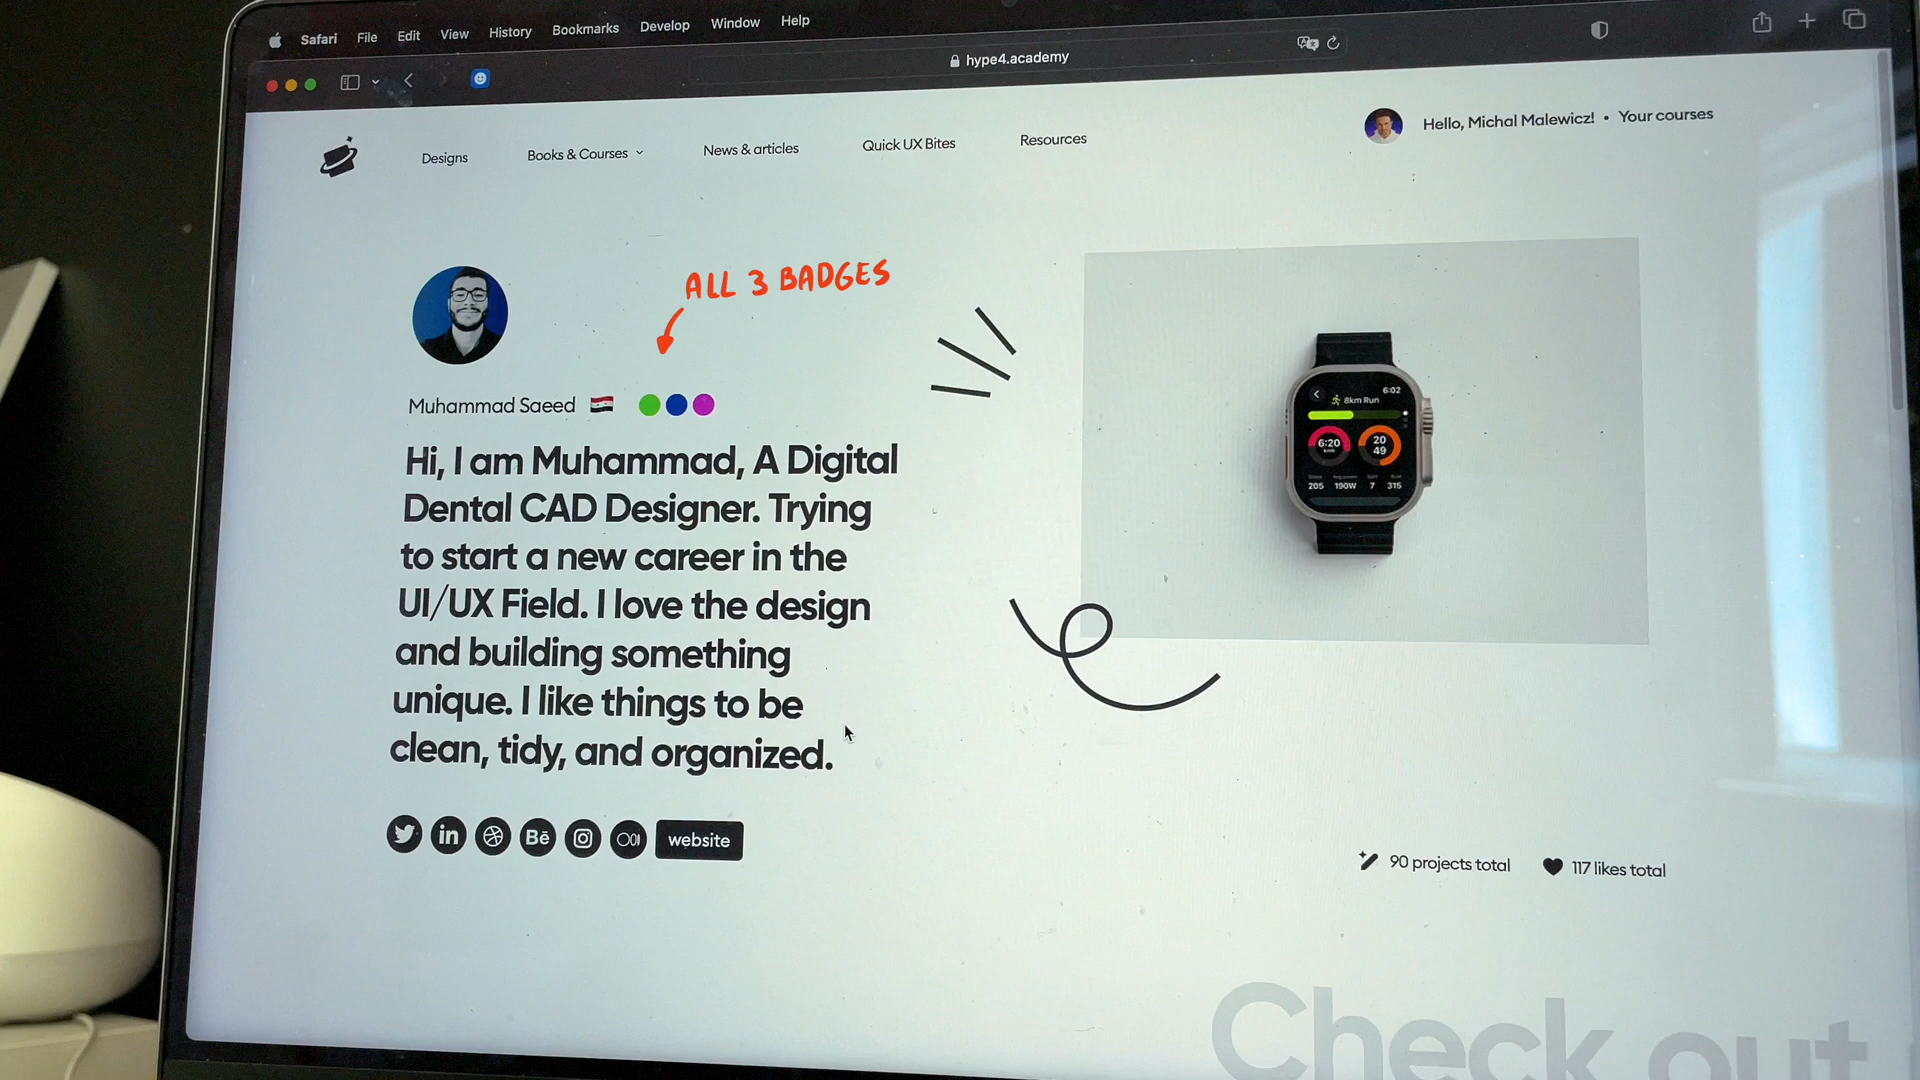 Safari File Edit View History Bookmarks Develop Window Help
hype4.academy
Designs Books & Courses News & articles Quick UX Bites Resources
Hello, Michal Malewicz! • Your courses
ALL 3 BADGES
Muhammad Saeed
Hi, I am Muhammad, A Digital
Dental CAD Designer. Trying
to start a new career in the
UI/UX Field. I love the design
and building something
unique. I like things to be
clean, tidy, and organized.
in Bē website
6:02
8km Run
6:20
20
49
205 190W 7 315
90 projects total 117 likes total
Check out